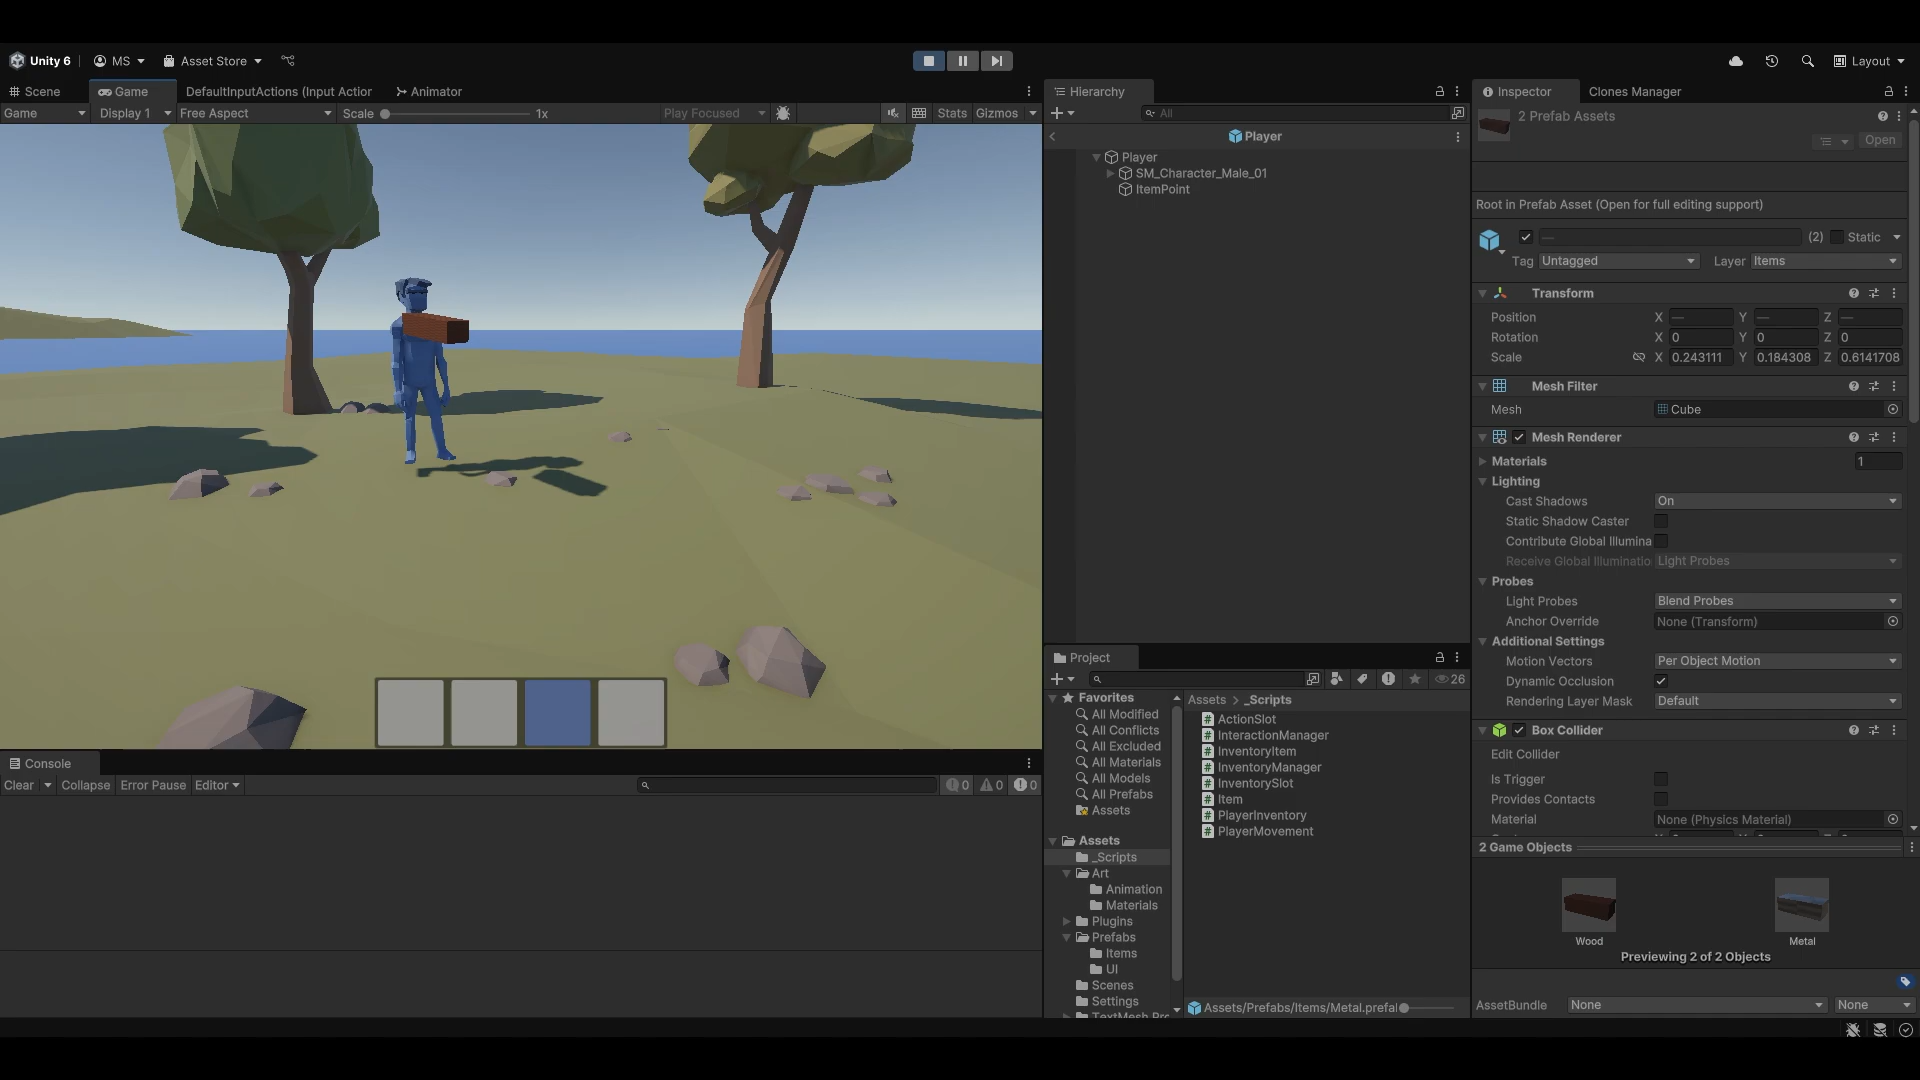 Unity 6 MS Asset Store Layout
Scene Game DefaultInputActions (Input Action Animator
Game Display 1 Free Aspect Scale 1x Play Focused Stats Gizmos
Hierarchy
All
Player
Player
SM_Character_Male_01
ItemPoint
Inspector Clones Manager
2 Prefab Assets
Open
Root in Prefab Asset (Open for full editing support)
— (2) Static
Tag Untagged Layer Items
Transform
Position X — Y — Z —
Rotation X 0 Y 0 Z 0
Scale X 0.243111 Y 0.184308 Z 0.6141708
Mesh Filter
Mesh Cube
Mesh Renderer
Materials 1
Lighting
Cast Shadows On
Static Shadow Caster
Contribute Global Illumina
Receive Global Illuminatio Light Probes
Probes
Light Probes Blend Probes
Anchor Override None (Transform)
Additional Settings
Motion Vectors Per Object Motion
Dynamic Occlusion
Rendering Layer Mask Default
Box Collider
Edit Collider
Is Trigger
Provides Contacts
Material None (Physics Material)
2 Game Objects
Wood Metal
Previewing 2 of 2 Objects
AssetBundle None None
Project
26
Favorites
All Modified
All Conflicts
All Excluded
All Materials
All Models
All Prefabs
Assets
Assets
_Scripts
Art
Animation
Materials
Plugins
Prefabs
Items
UI
Scenes
Settings
Assets > _Scripts
ActionSlot
InteractionManager
InventoryItem
InventoryManager
InventorySlot
Item
PlayerInventory
PlayerMovement
Assets/Prefabs/Items/Metal.prefal
Console
Clear Collapse Error Pause Editor 0 0 0